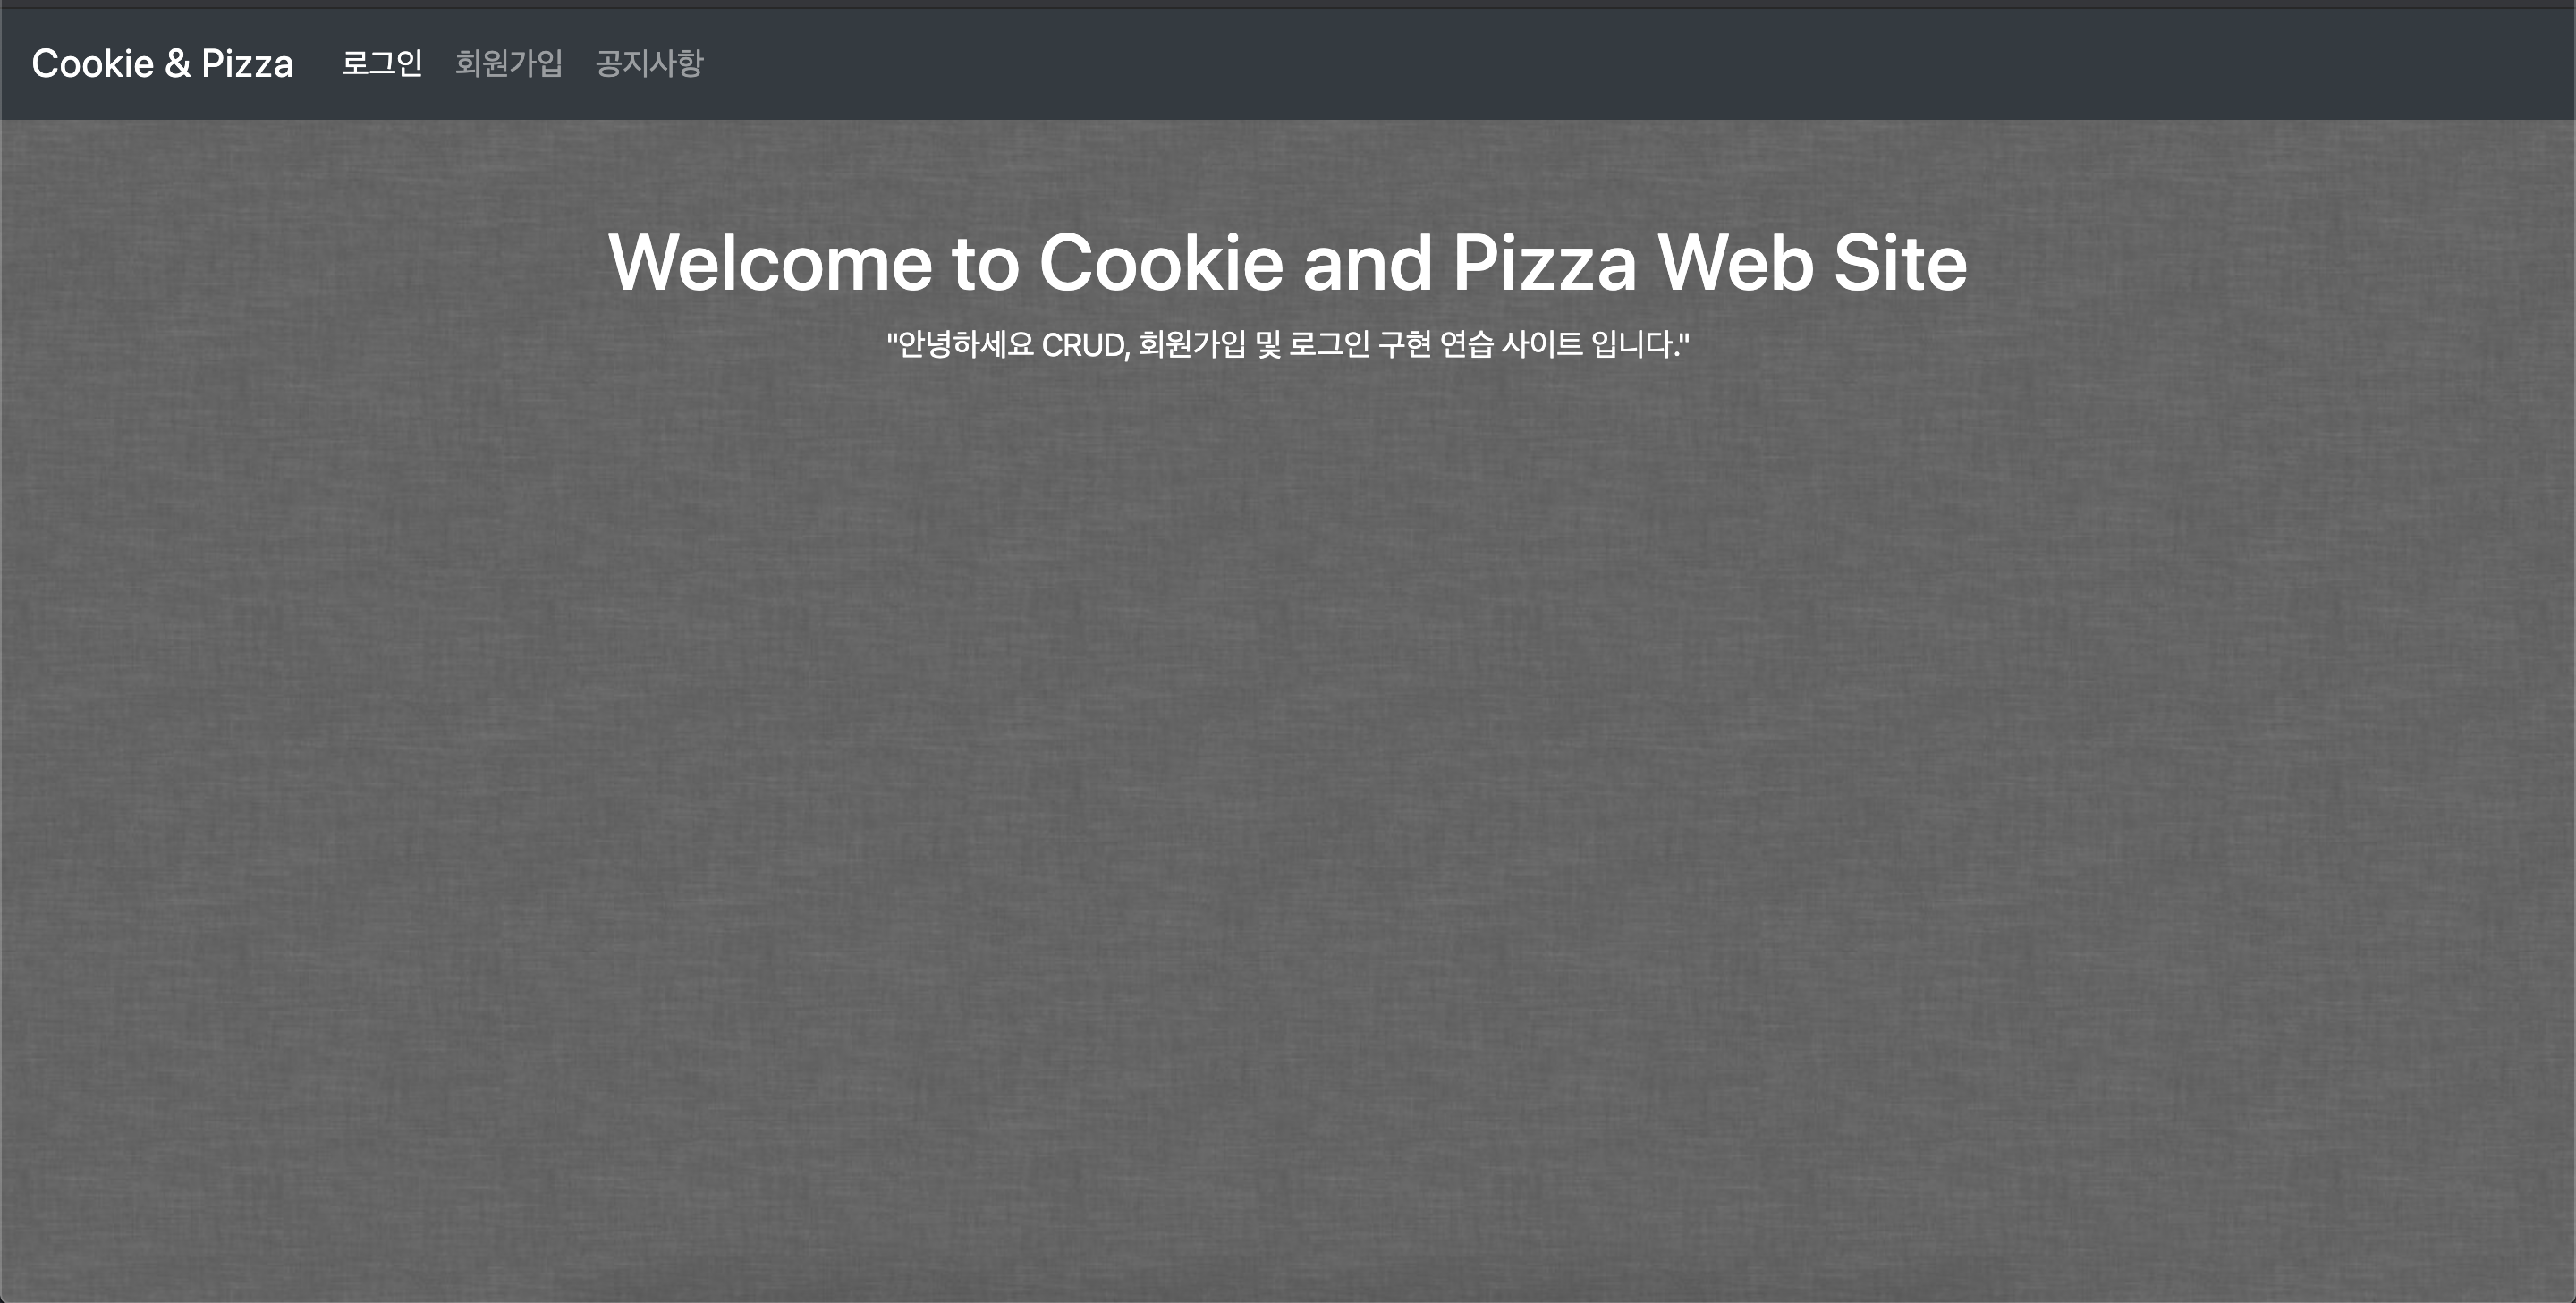 Cookie & Pizza 로그인 회원가입 공지사항
Welcome to Cookie and Pizza Web Site
"안녕하세요 CRUD, 회원가입 및 로그인 구현 연습 사이트 입니다."